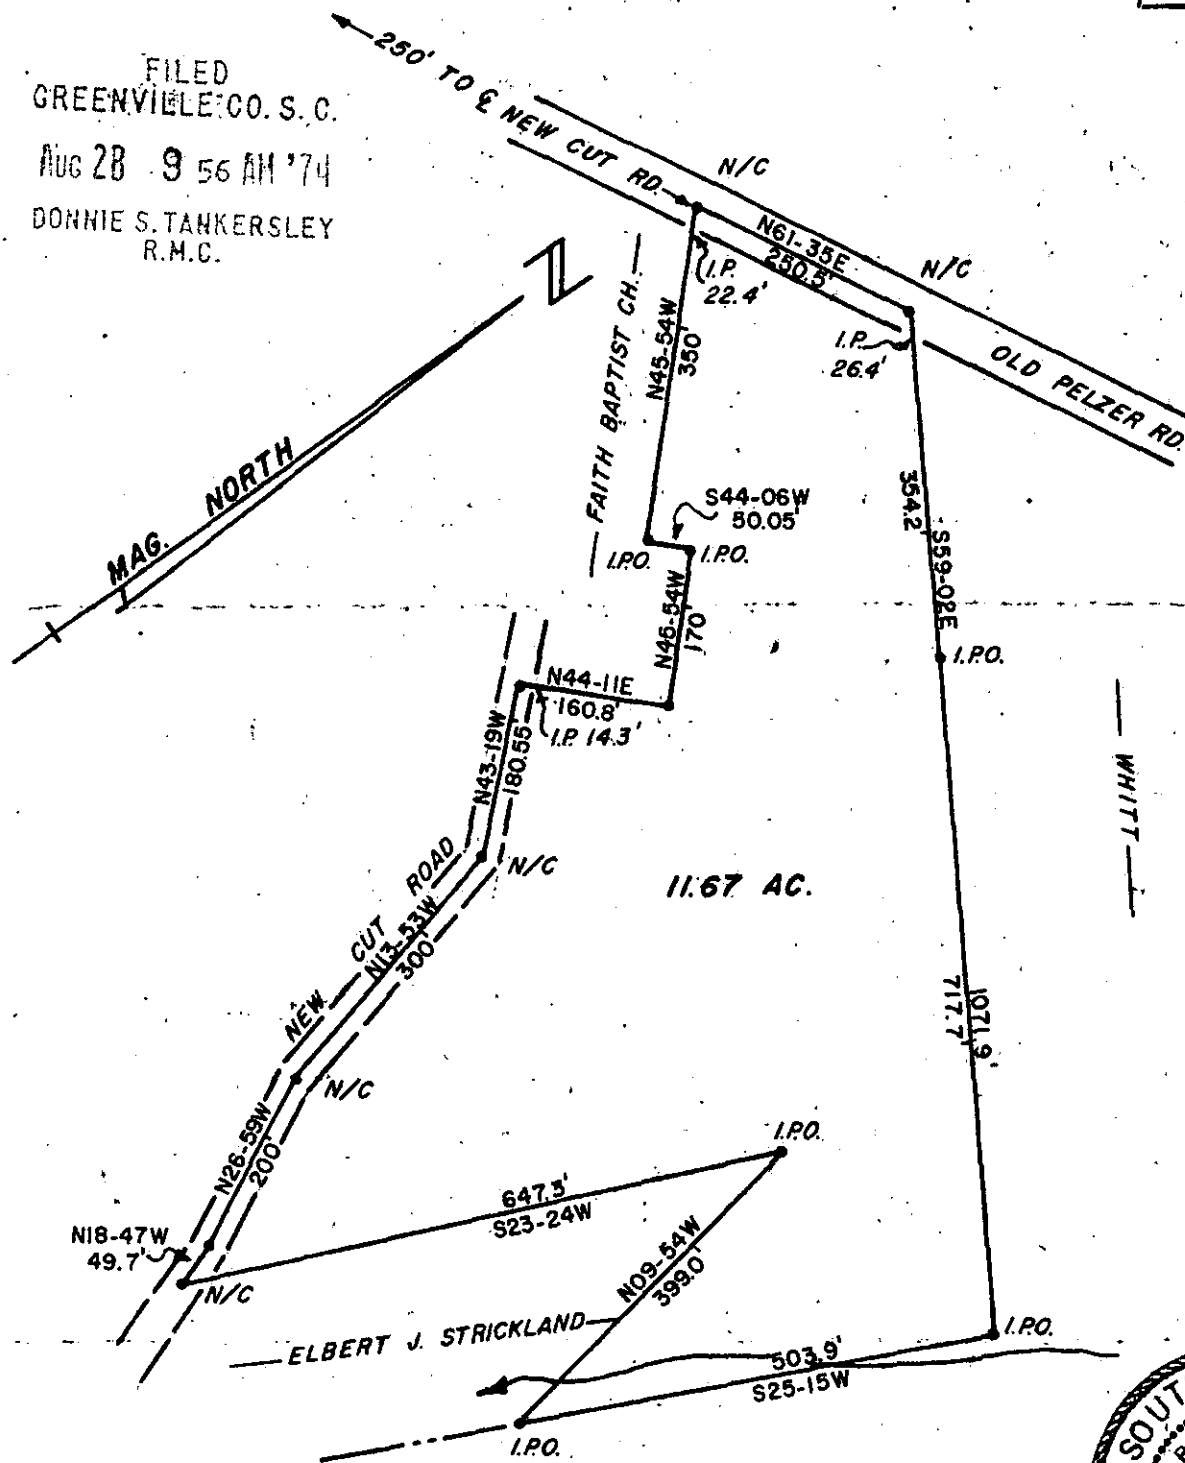 FILED
GREENVILLE CO. S. C.
AUG 28 9 56 AM '74
DONNIE S. TANKERSLEY
R.M.C.
250' TO ℄ NEW CUT RD.
N/C
N61-35E
250.5'
N/C
I.P.
22.4'
I.P.
26.4'
OLD PELZER RD.
FAITH BAPTIST CH.
N45-54W
350'
MAG. NORTH
S44-06W
50.05'
I.P.O.
I.P.O.
354.2'
S59-02E
N46-54W
170'
I.P.O.
N44-11E
160.8'
I.P. 14.3'
N43-19W
180.55'
WHITT
N/C
11.67 AC.
NEW CUT ROAD
N13-53W
300'
1071.9'
717.7'
N/C
N26-59W
200'
I.P.O.
647.3'
S23-24W
N18-47W
49.7'
N/C
N09-54W
399.0'
ELBERT J. STRICKLAND
I.P.O.
503.9'
S25-15W
I.P.O.
SOUT